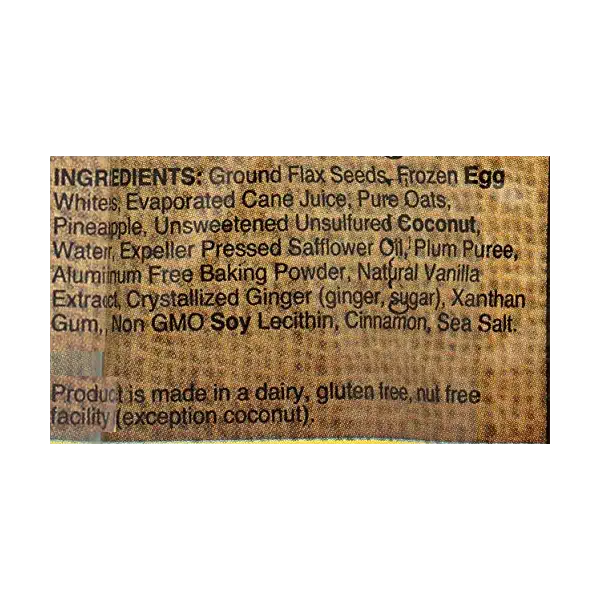 INGREDIENTS: Ground Flax Seeds, Frozen Egg
Whites, Evaporated Cane Juice, Pure Oats,
Pineapple, Unsweetened Unsulfured Coconut,
Water, Expeller Pressed Safflower Oil, Plum Puree,
Aluminum Free Baking Powder, Natural Vanilla
Extract, Crystallized Ginger (ginger, sugar), Xanthan
Gum, Non GMO Soy Lecithin, Cinnamon, Sea Salt.
Product is made in a dairy, gluten free, nut free
facility (exception coconut).